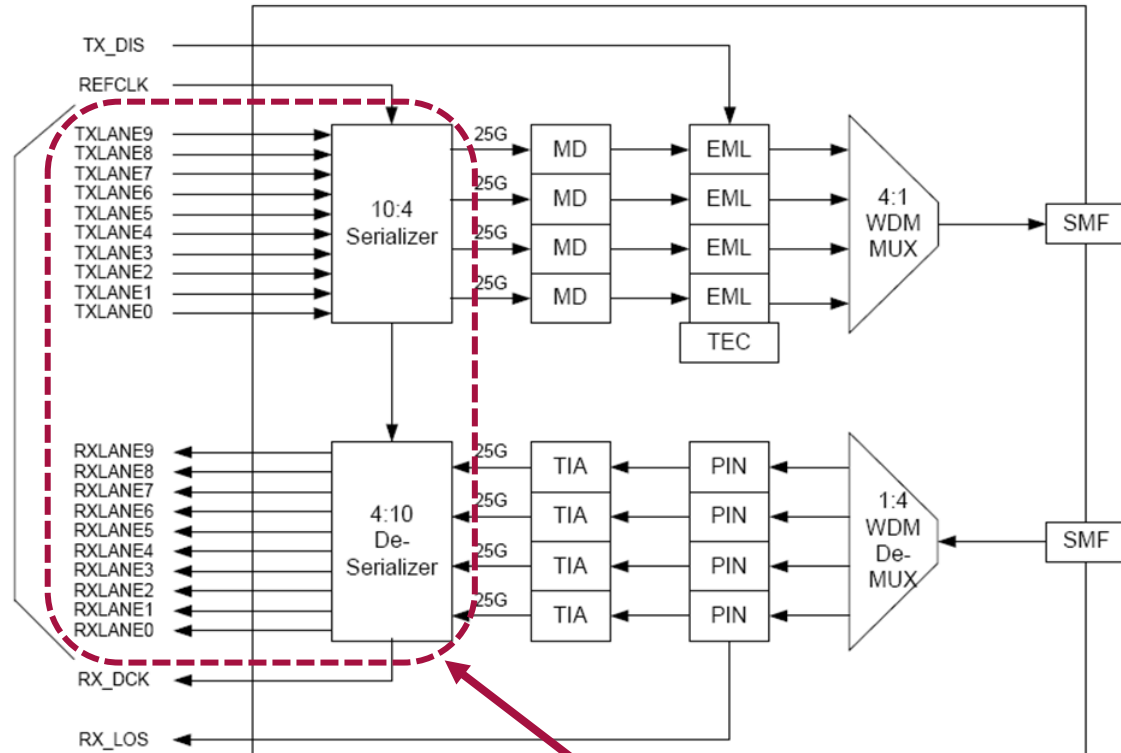 TX_DIS
REFCLK
TXLANE9
TXLANE8
TXLANE7
TXLANE6
TXLANE5
TXLANE4
TXLANE3
TXLANE2
TXLANE1
TXLANE0
10:4
Serializer
25G
25G
25G
25G
MD
MD
MD
MD
EML
EML
EML
EML
TEC
4:1
WDM
MUX
SMF
RXLANE9
RXLANE8
RXLANE7
RXLANE6
RXLANE5
RXLANE4
RXLANE3
RXLANE2
RXLANE1
RXLANE0
4:10
De-
Serializer
25G
25G
25G
25G
TIA
TIA
TIA
TIA
PIN
PIN
PIN
PIN
1:4
WDM
De-
MUX
SMF
RX_DCK
RX_LOS